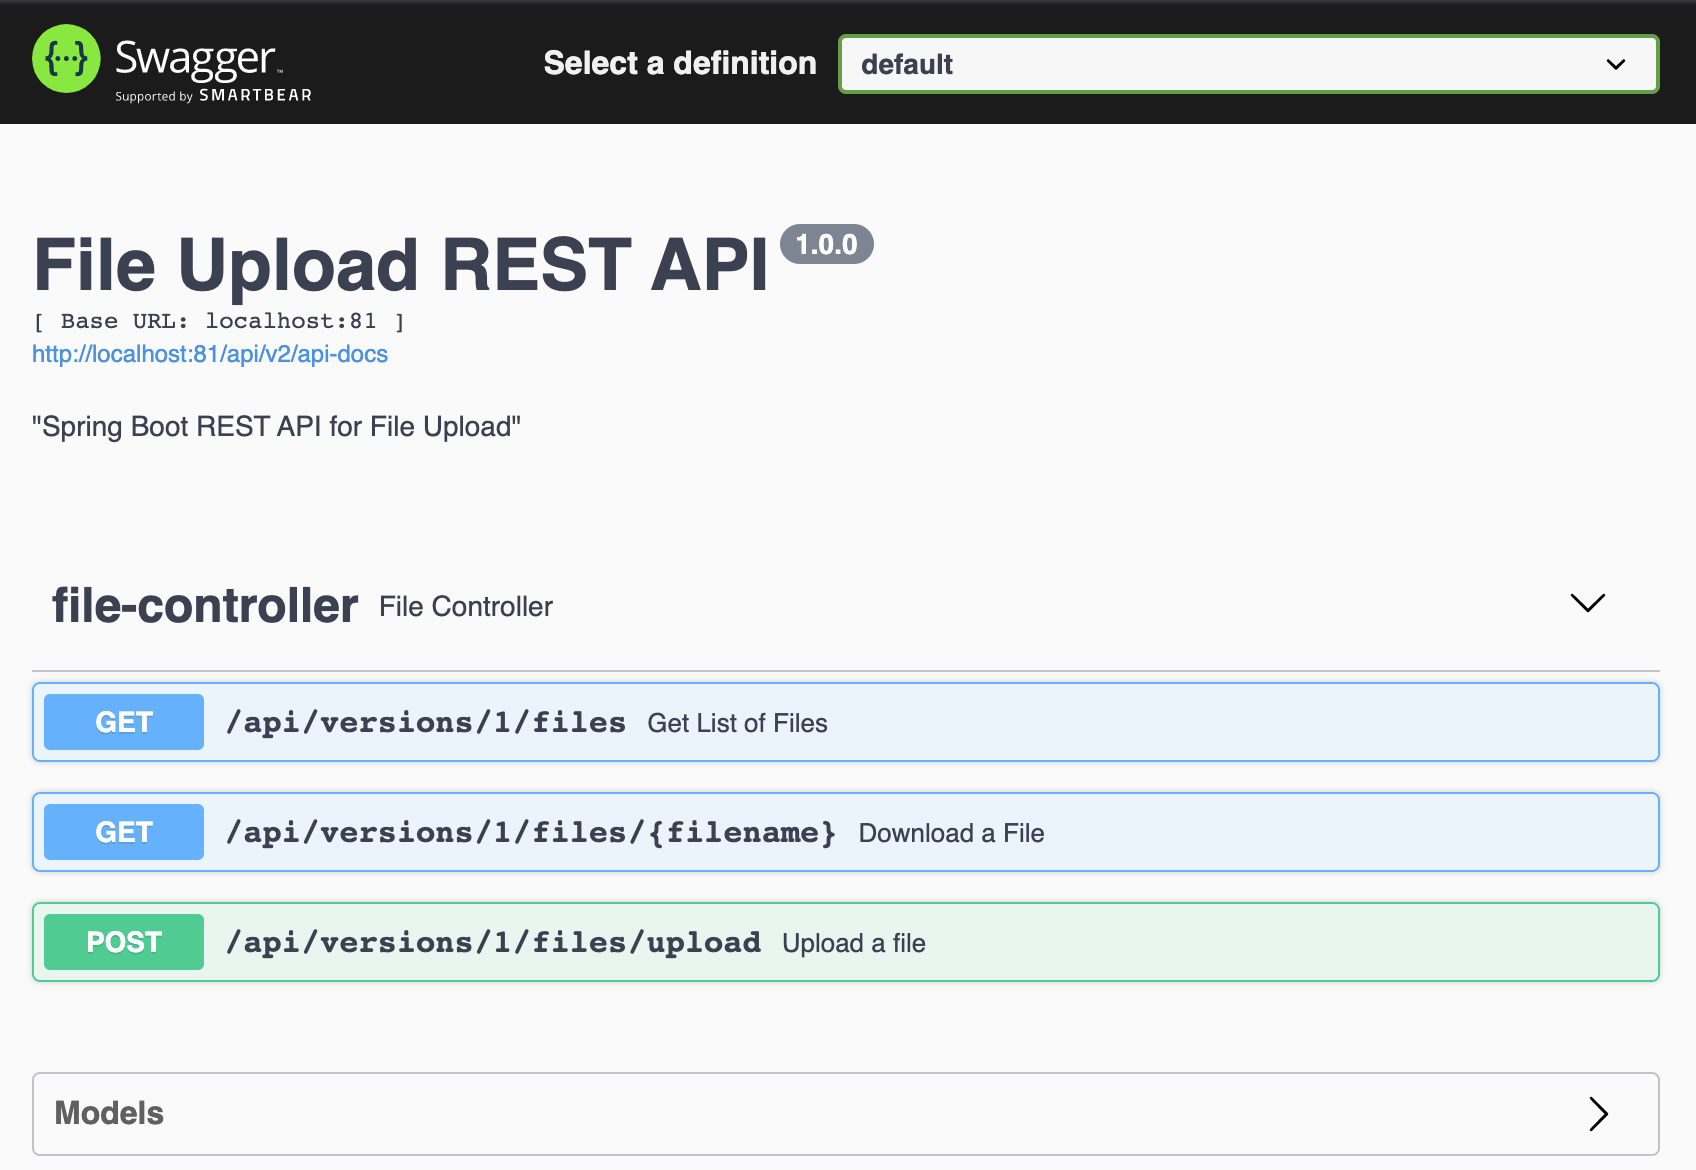 {...} Swagger™
Supported by SMARTBEAR
Select a definition
default
File Upload REST API 1.0.0
[ Base URL: localhost:81 ]
http://localhost:81/api/v2/api-docs
"Spring Boot REST API for File Upload"
file-controller File Controller
GET /api/versions/1/files Get List of Files
GET /api/versions/1/files/{filename} Download a File
POST /api/versions/1/files/upload Upload a file
Models